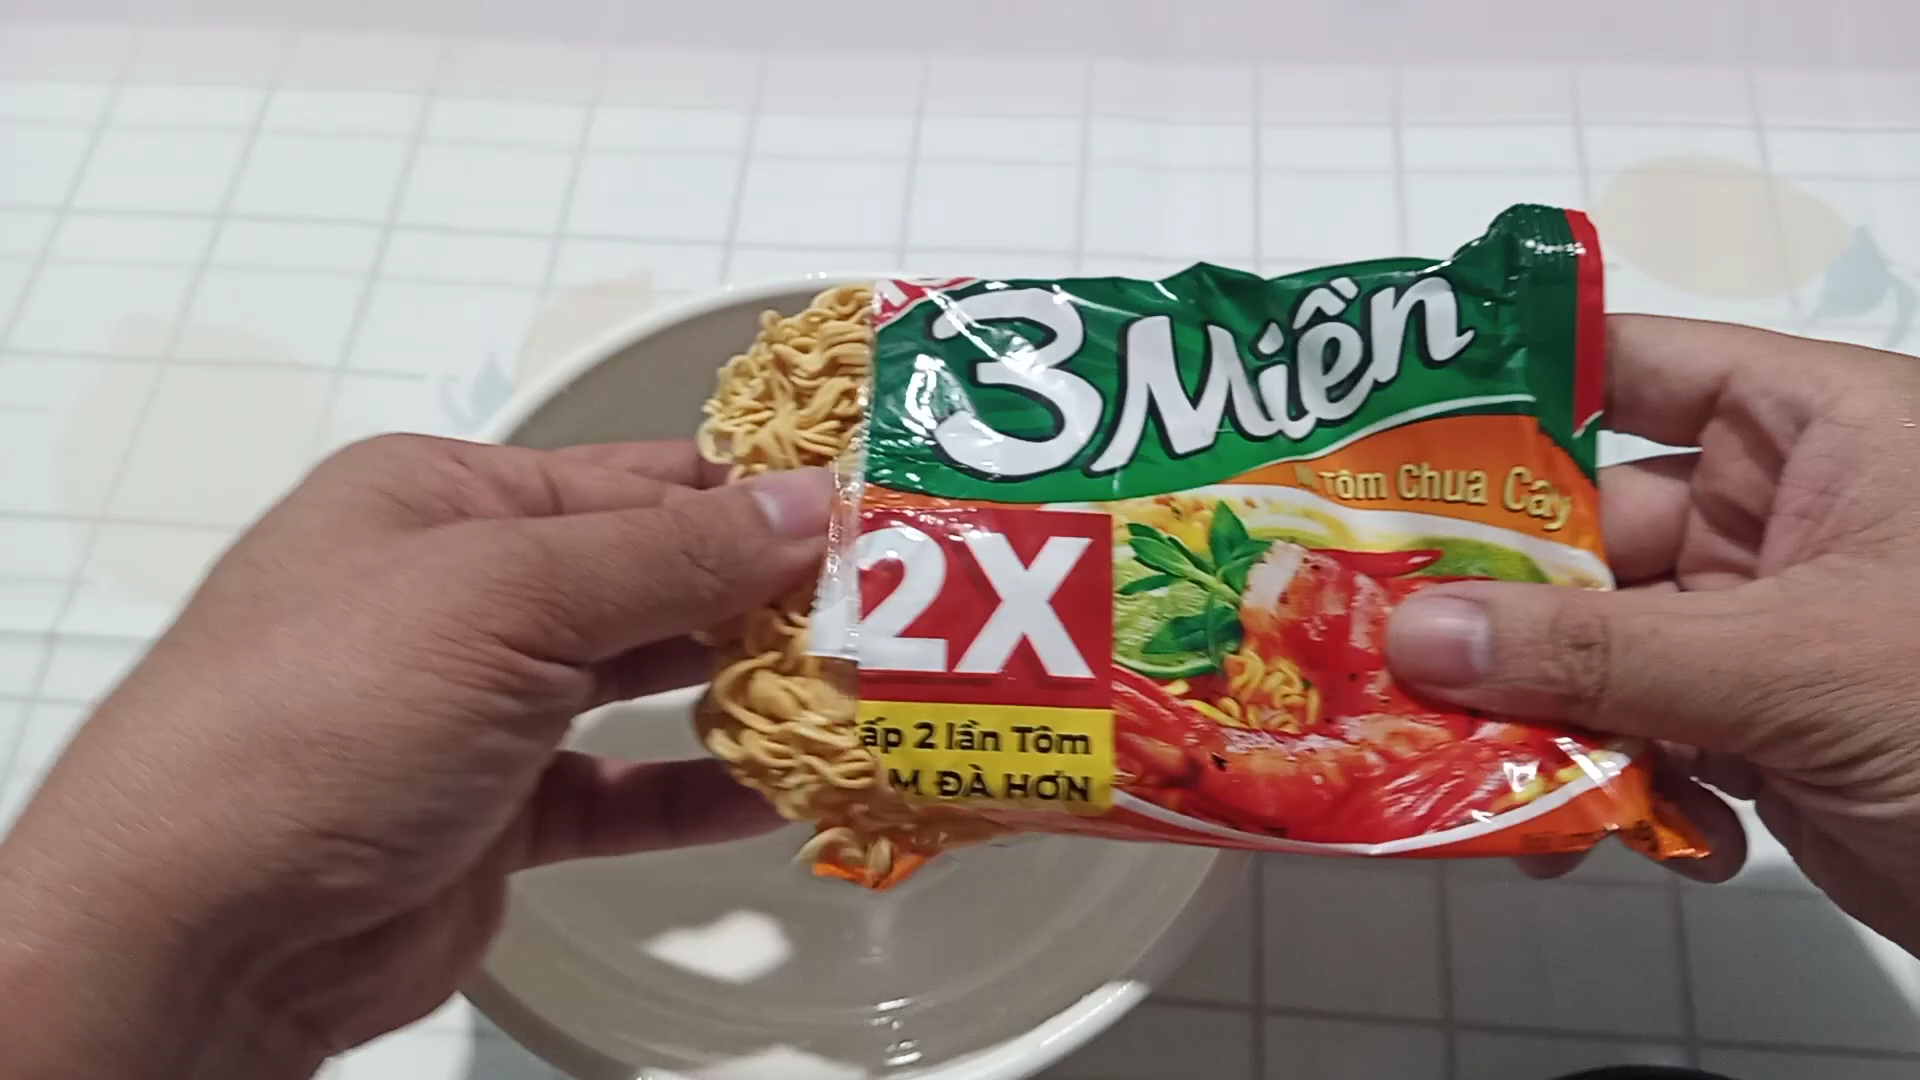 3 Miền
Tôm Chua Cay
2X
ấp 2 lần Tôm
M ĐÀ HƠN